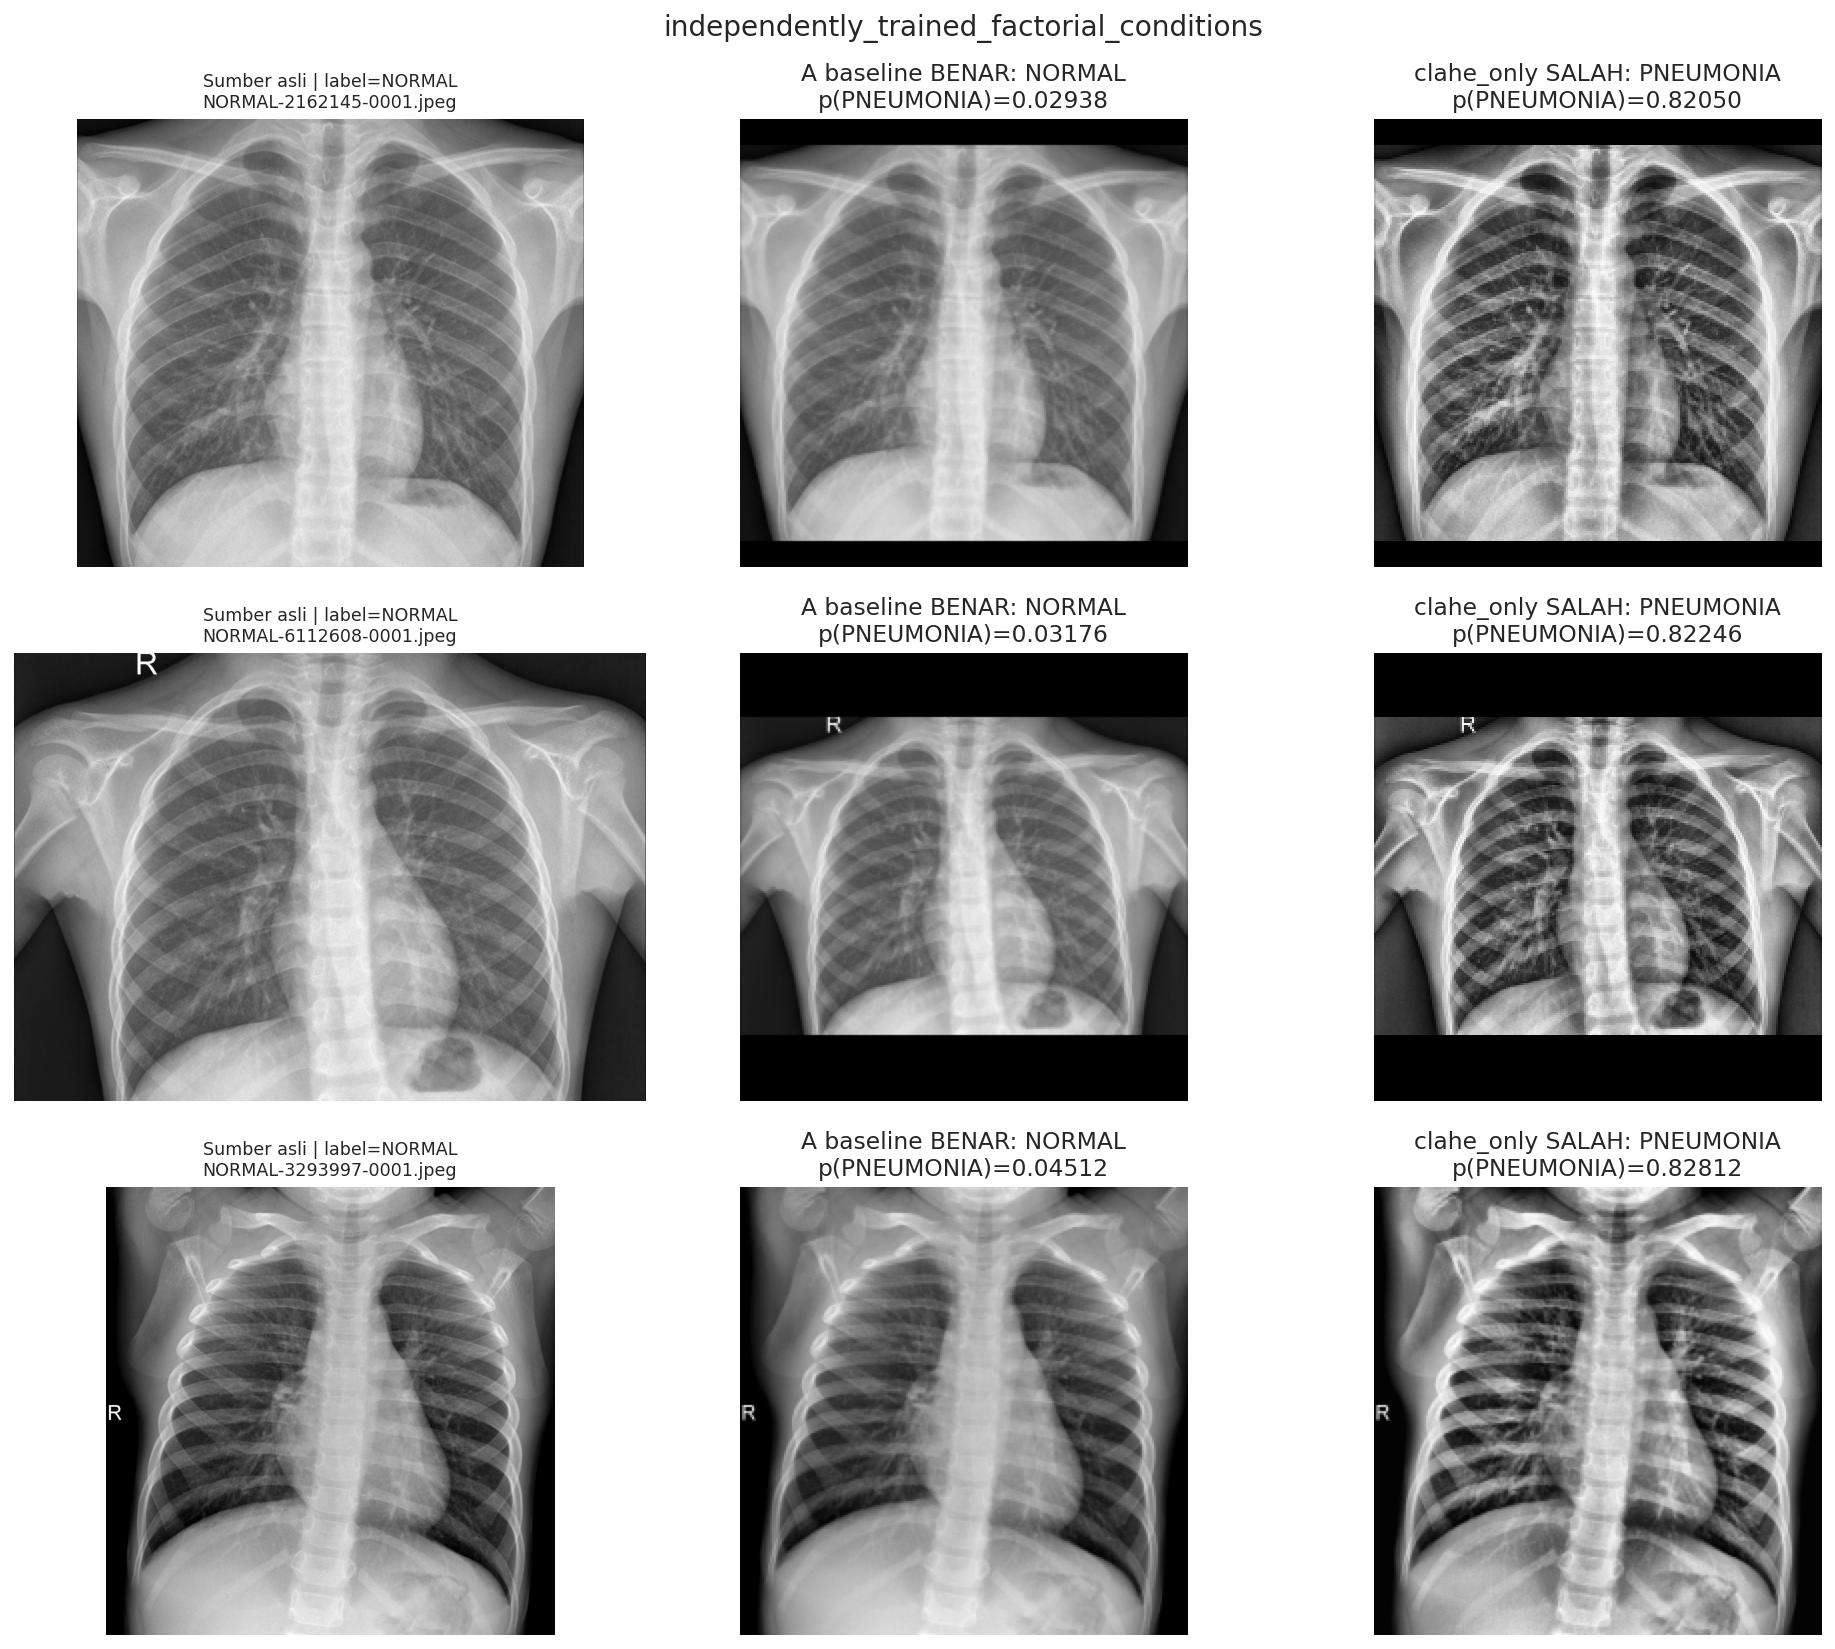 independently_trained_factorial_conditions
Sumber asli | label=NORMAL
NORMAL-2162145-0001.jpeg
A baseline BENAR: NORMAL
p(PNEUMONIA)=0.02938
clahe_only SALAH: PNEUMONIA
p(PNEUMONIA)=0.82050
Sumber asli | label=NORMAL
NORMAL-6112608-0001.jpeg
A baseline BENAR: NORMAL
p(PNEUMONIA)=0.03176
clahe_only SALAH: PNEUMONIA
p(PNEUMONIA)=0.82246
R
R
R
Sumber asli | label=NORMAL
NORMAL-3293997-0001.jpeg
A baseline BENAR: NORMAL
p(PNEUMONIA)=0.04512
clahe_only SALAH: PNEUMONIA
p(PNEUMONIA)=0.82812
R
R
R